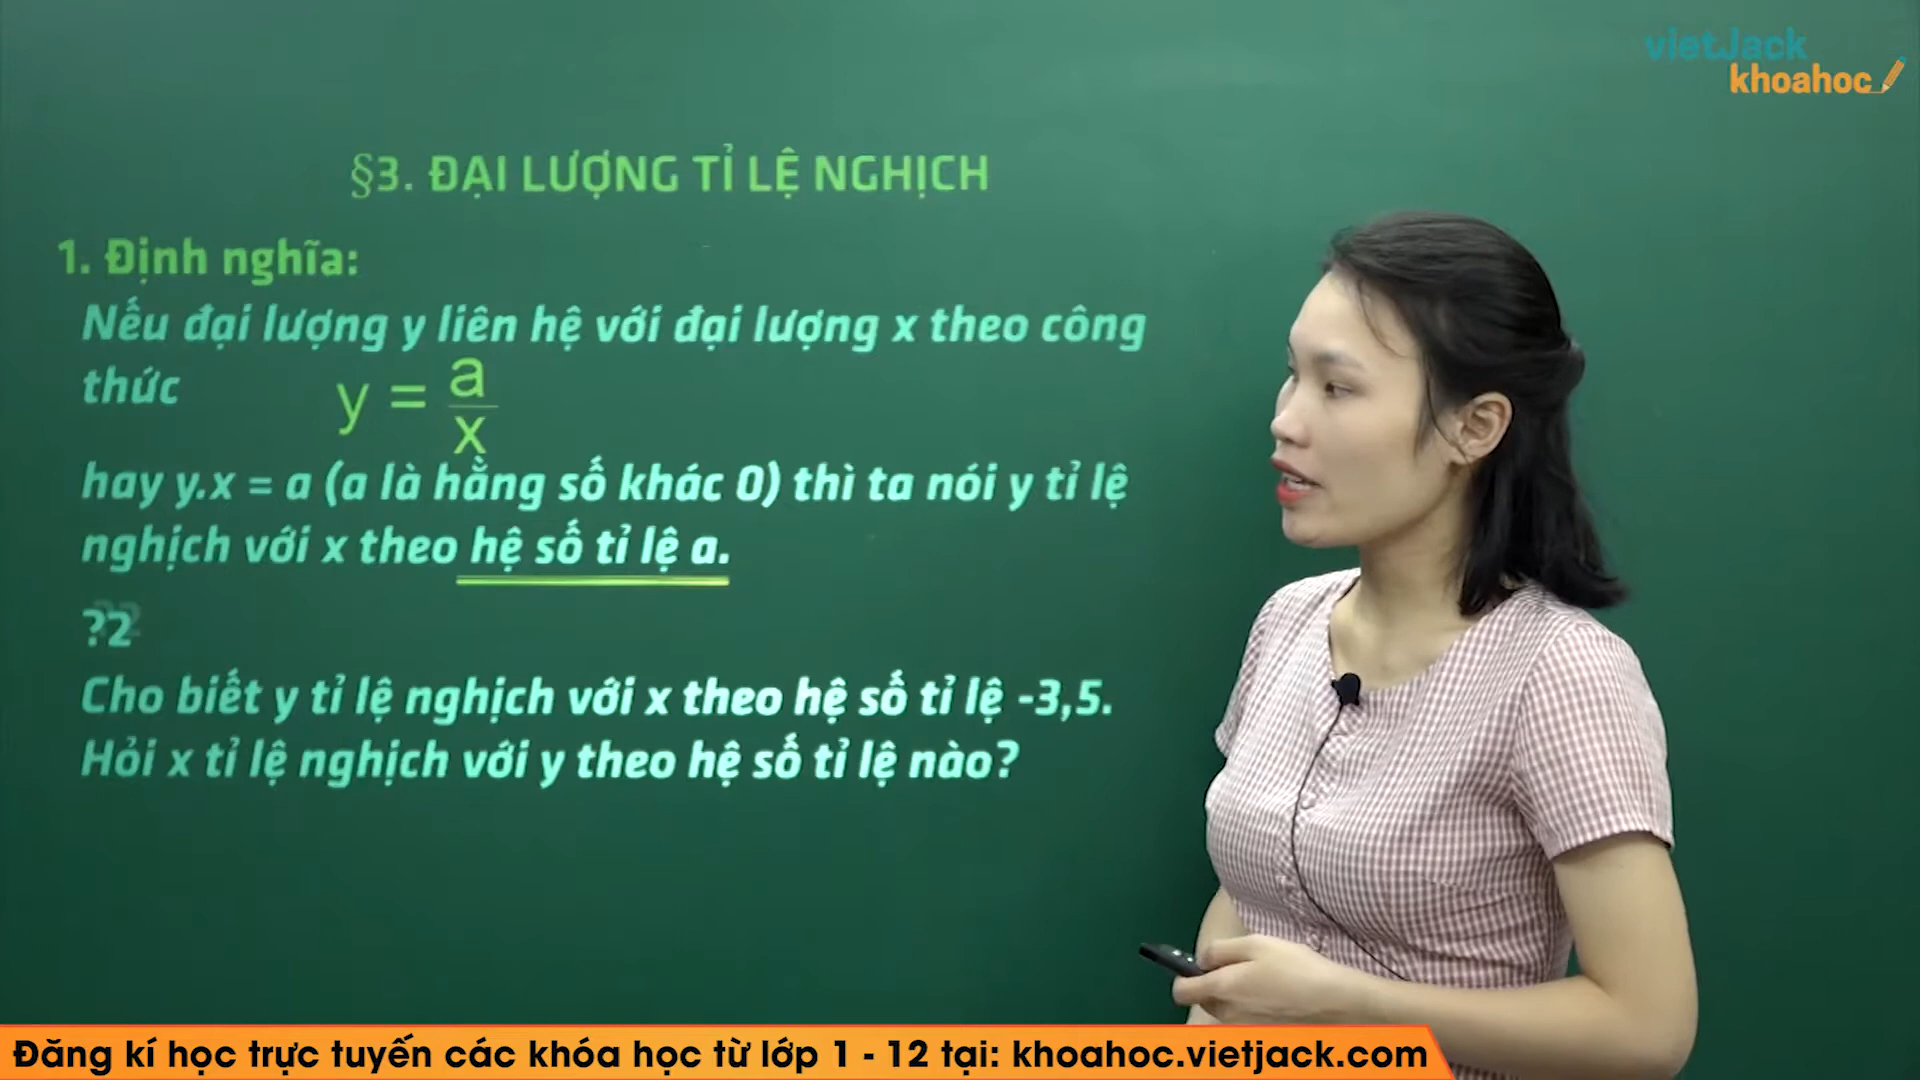 vietJack
khoahoc
§3. ĐẠI LƯỢNG TỈ LỆ NGHỊCH
1. Định nghĩa:
Nếu đại lượng y liên hệ với đại lượng x theo công
thức y = a/x
hay y.x = a (a là hằng số khác 0) thì ta nói y tỉ lệ
nghịch với x theo hệ số tỉ lệ a.
?2
Cho biết y tỉ lệ nghịch với x theo hệ số tỉ lệ -3,5.
Hỏi x tỉ lệ nghịch với y theo hệ số tỉ lệ nào?
Đăng kí học trực tuyến các khóa học từ lớp 1 - 12 tại: khoahoc.vietjack.com